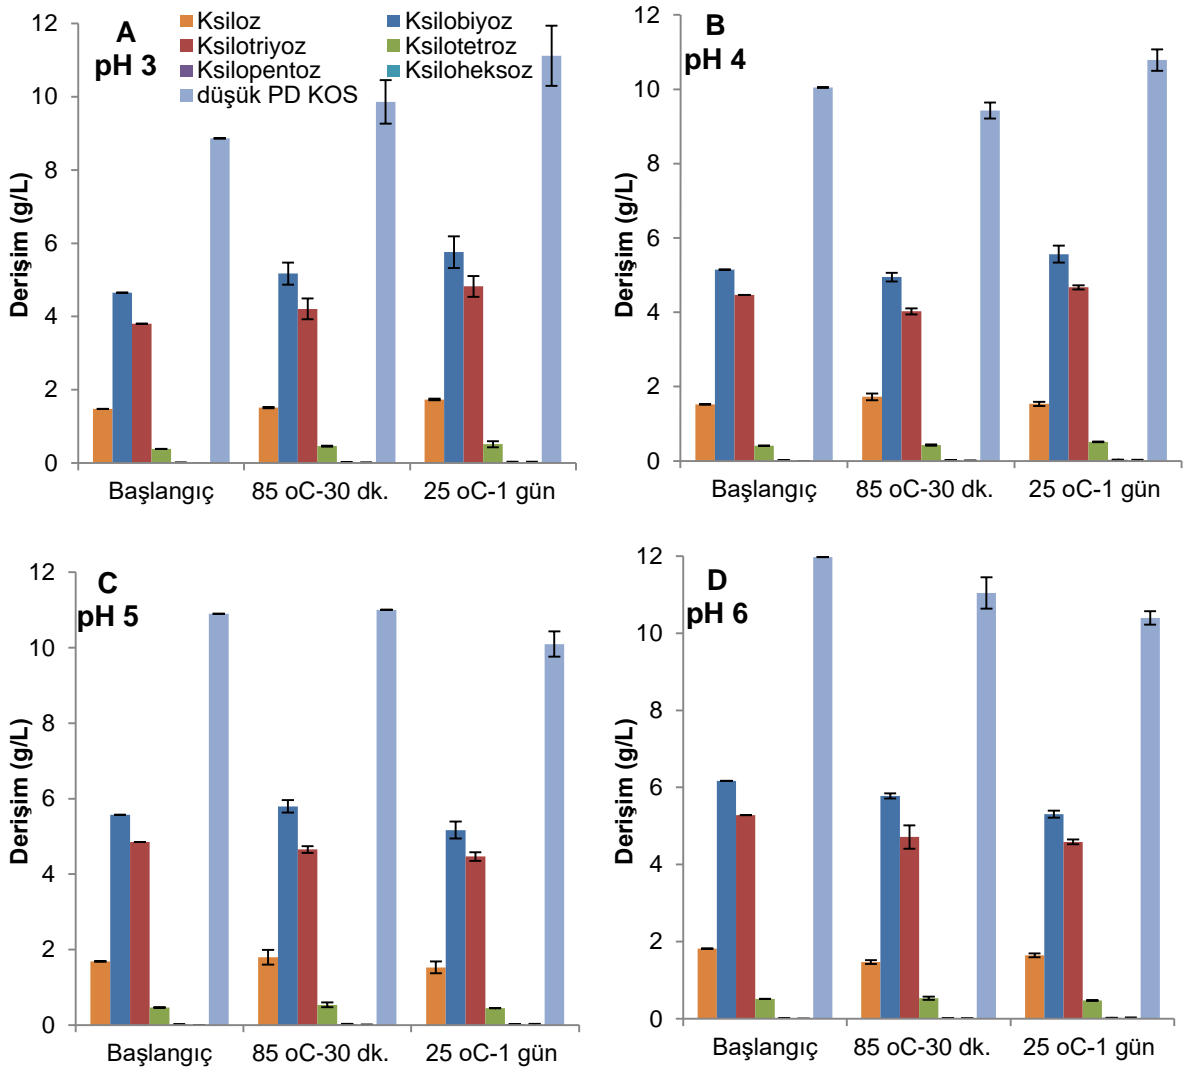 A
pH 3
Ksiloz
Ksilobiyoz
Ksilotriyoz
Ksilotetroz
Ksilopentoz
Ksiloheksoz
düşük PD KOS
Derişim (g/L)
12
10
8
6
4
2
0
Başlangıç
85 oC-30 dk.
25 oC-1 gün
B
pH 4
Derişim (g/L)
12
10
8
6
4
2
0
Başlangıç
85 oC-30 dk.
25 oC-1 gün
C
pH 5
Derişim (g/L)
12
10
8
6
4
2
0
Başlangıç
85 oC-30 dk.
25 oC-1 gün
D
pH 6
Derişim (g/L)
12
10
8
6
4
2
0
Başlangıç
85 oC-30 dk.
25 oC-1 gün